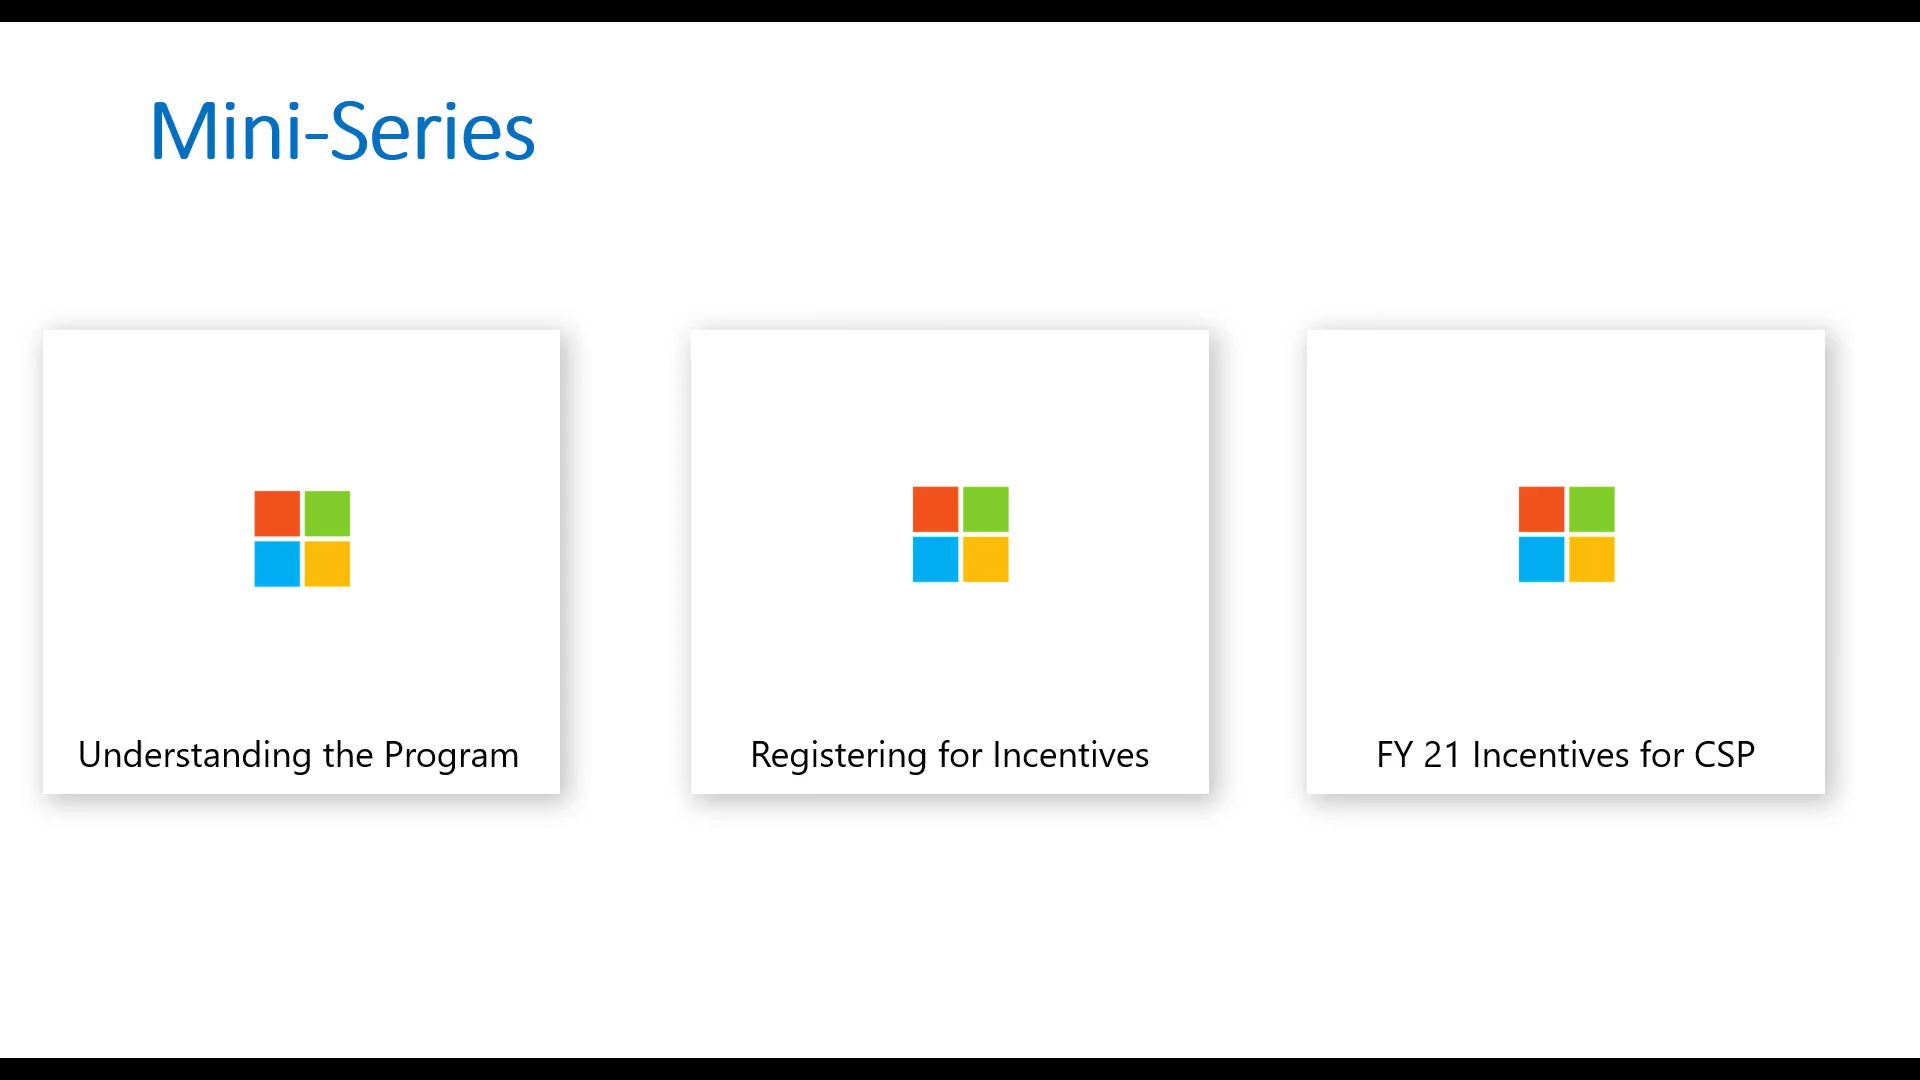 Mini-Series
Understanding the Program
Registering for Incentives
FY 21 Incentives for CSP